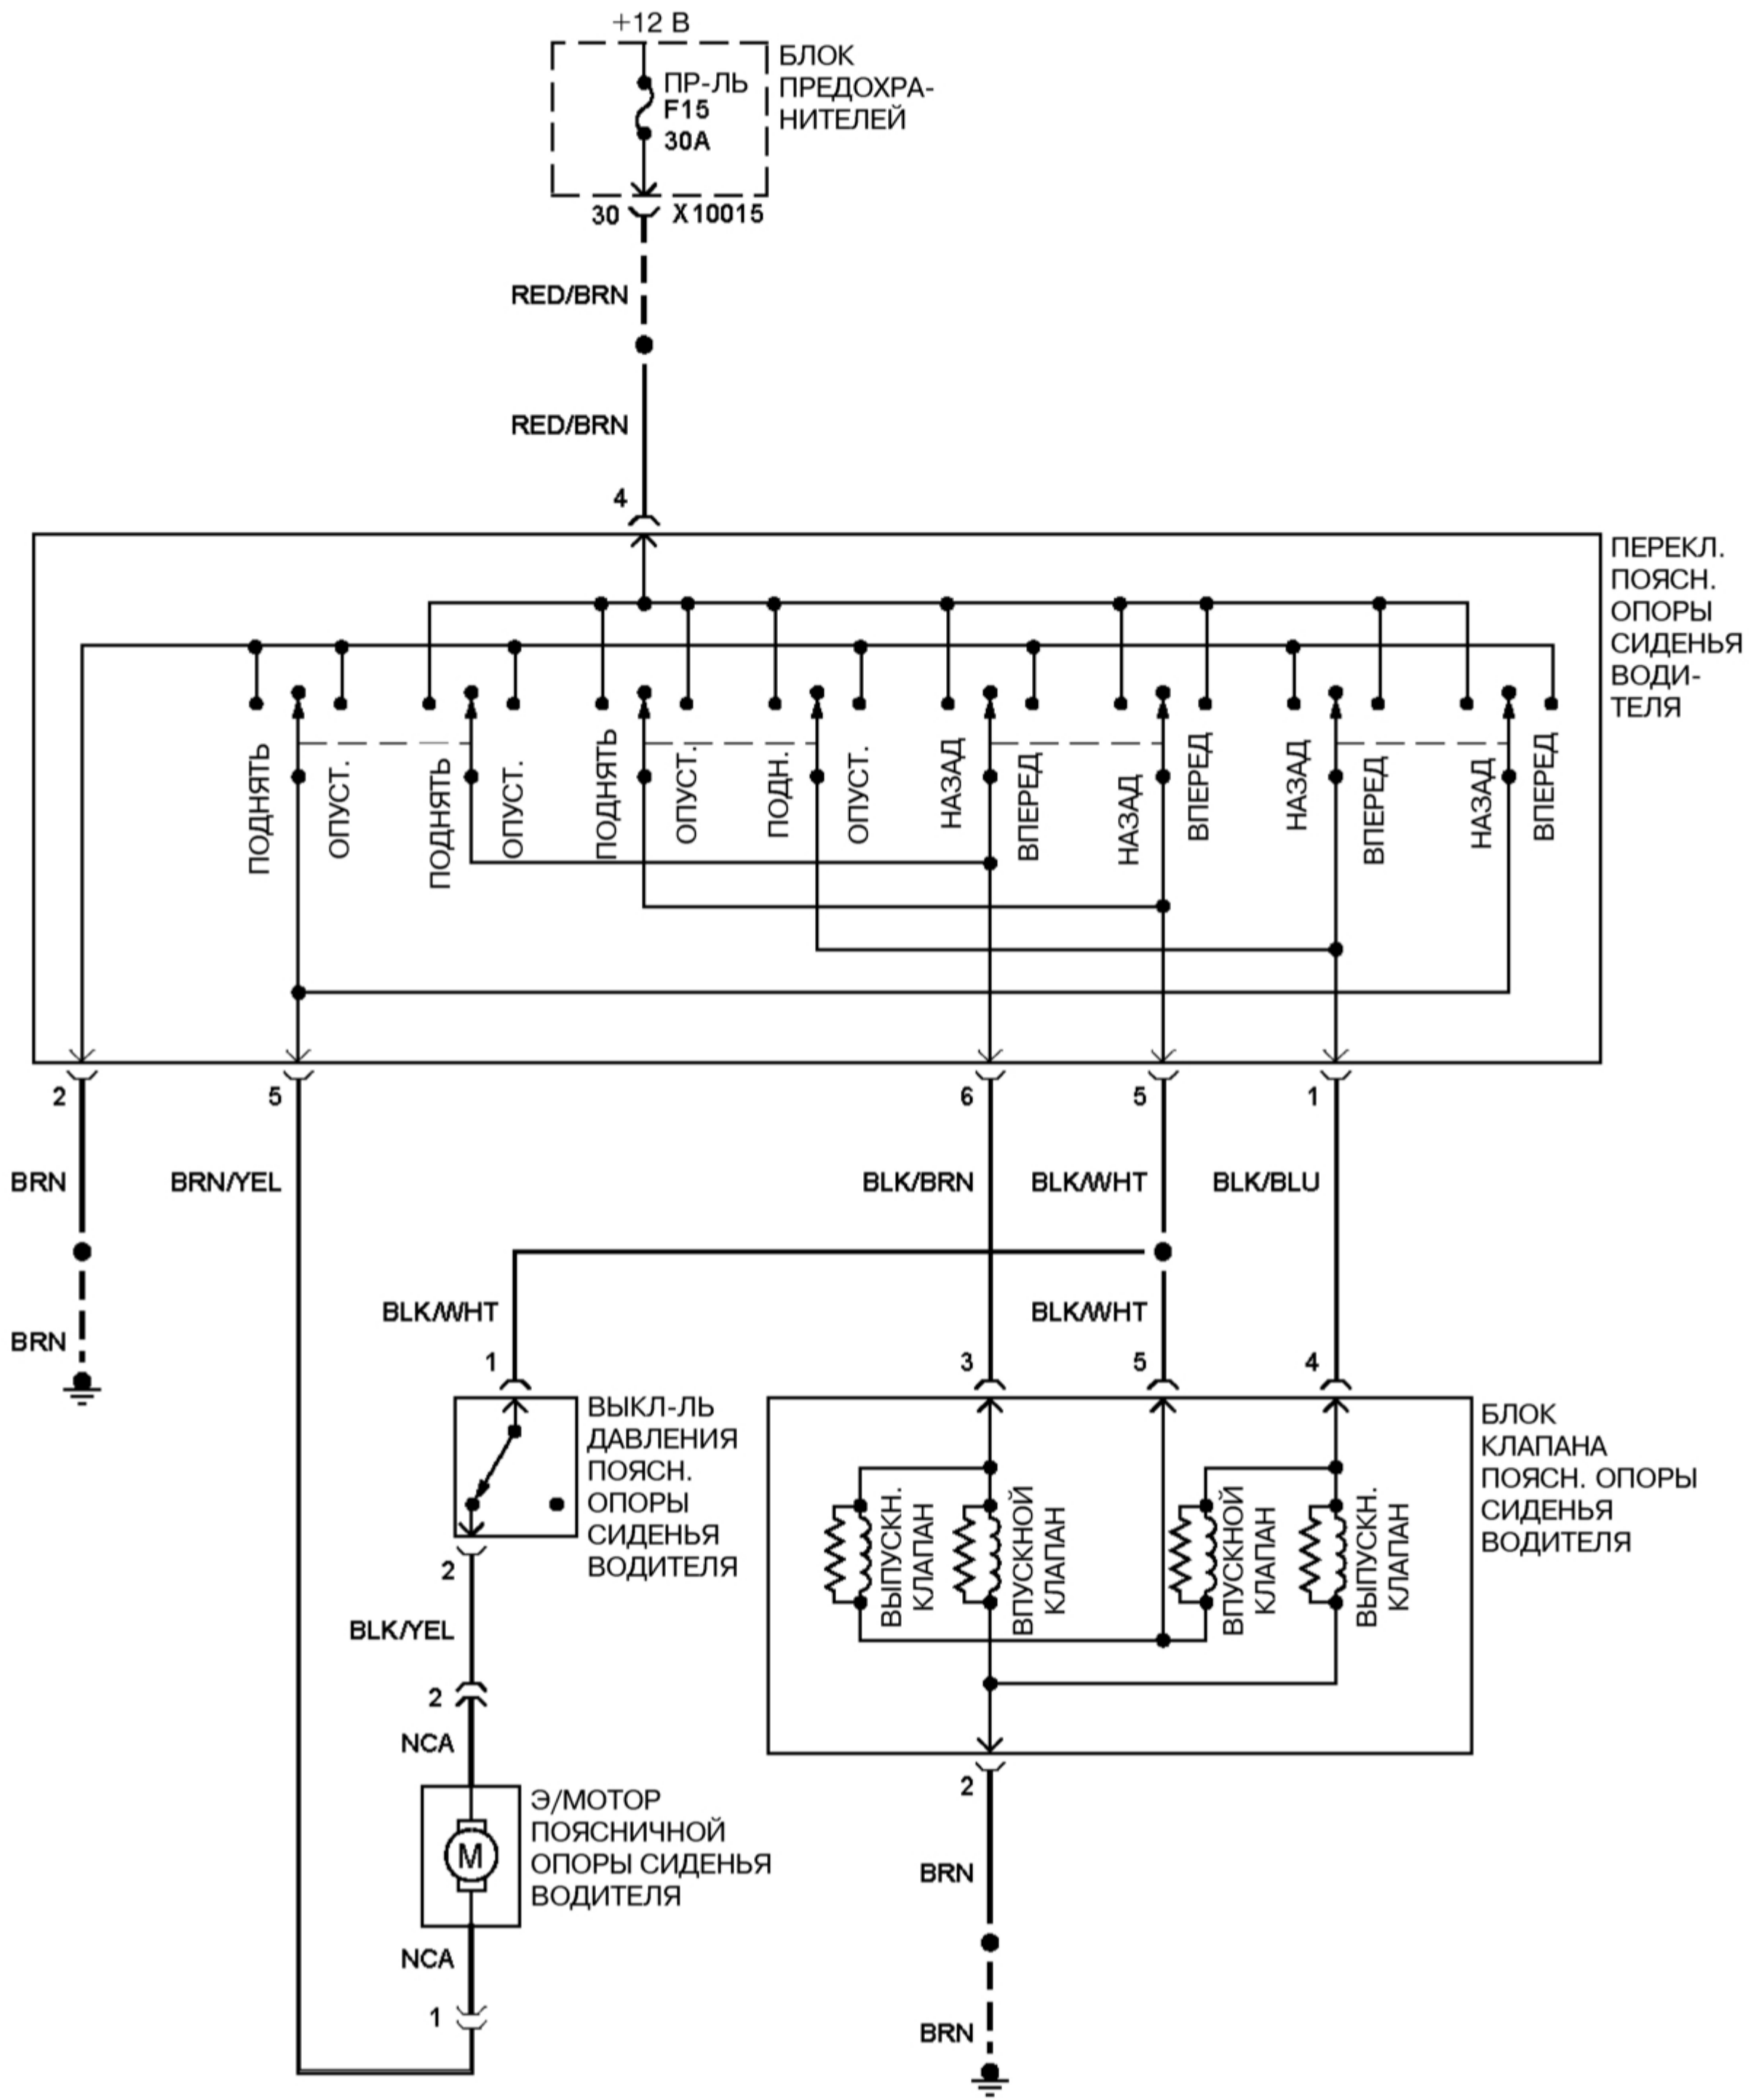 +12 В
ПР-ЛЬ
F15
30A
БЛОК
ПРЕДОХРА-
НИТЕЛЕЙ
30
X10015
RED/BRN
RED/BRN
4
ПЕРЕКЛ.
ПОЯСН.
ОПОРЫ
СИДЕНЬЯ
ВОДИ-
ТЕЛЯ
ПОДНЯТЬ
ОПУСТ.
ПОДНЯТЬ
ОПУСТ.
ПОДНЯТЬ
ОПУСТ.
ПОДН.
ОПУСТ.
НАЗАД
ВПЕРЕД
НАЗАД
ВПЕРЕД
НАЗАД
ВПЕРЕД
НАЗАД
ВПЕРЕД
2
5
6
5
1
BRN
BRN/YEL
BLK/BRN
BLK/WHT
BLK/BLU
BRN
BLK/WHT
BLK/WHT
1
3
5
4
ВЫКЛ-ЛЬ
ДАВЛЕНИЯ
ПОЯСН.
ОПОРЫ
СИДЕНЬЯ
ВОДИТЕЛЯ
ВЫПУСКН.
КЛАПАН
ВПУСКНОЙ
КЛАПАН
ВПУСКНОЙ
КЛАПАН
ВЫПУСКН.
КЛАПАН
БЛОК
КЛАПАНА
ПОЯСН. ОПОРЫ
СИДЕНЬЯ
ВОДИТЕЛЯ
2
BLK/YEL
2
NCA
M
Э/МОТОР
ПОЯСНИЧНОЙ
ОПОРЫ СИДЕНЬЯ
ВОДИТЕЛЯ
NCA
1
2
BRN
BRN